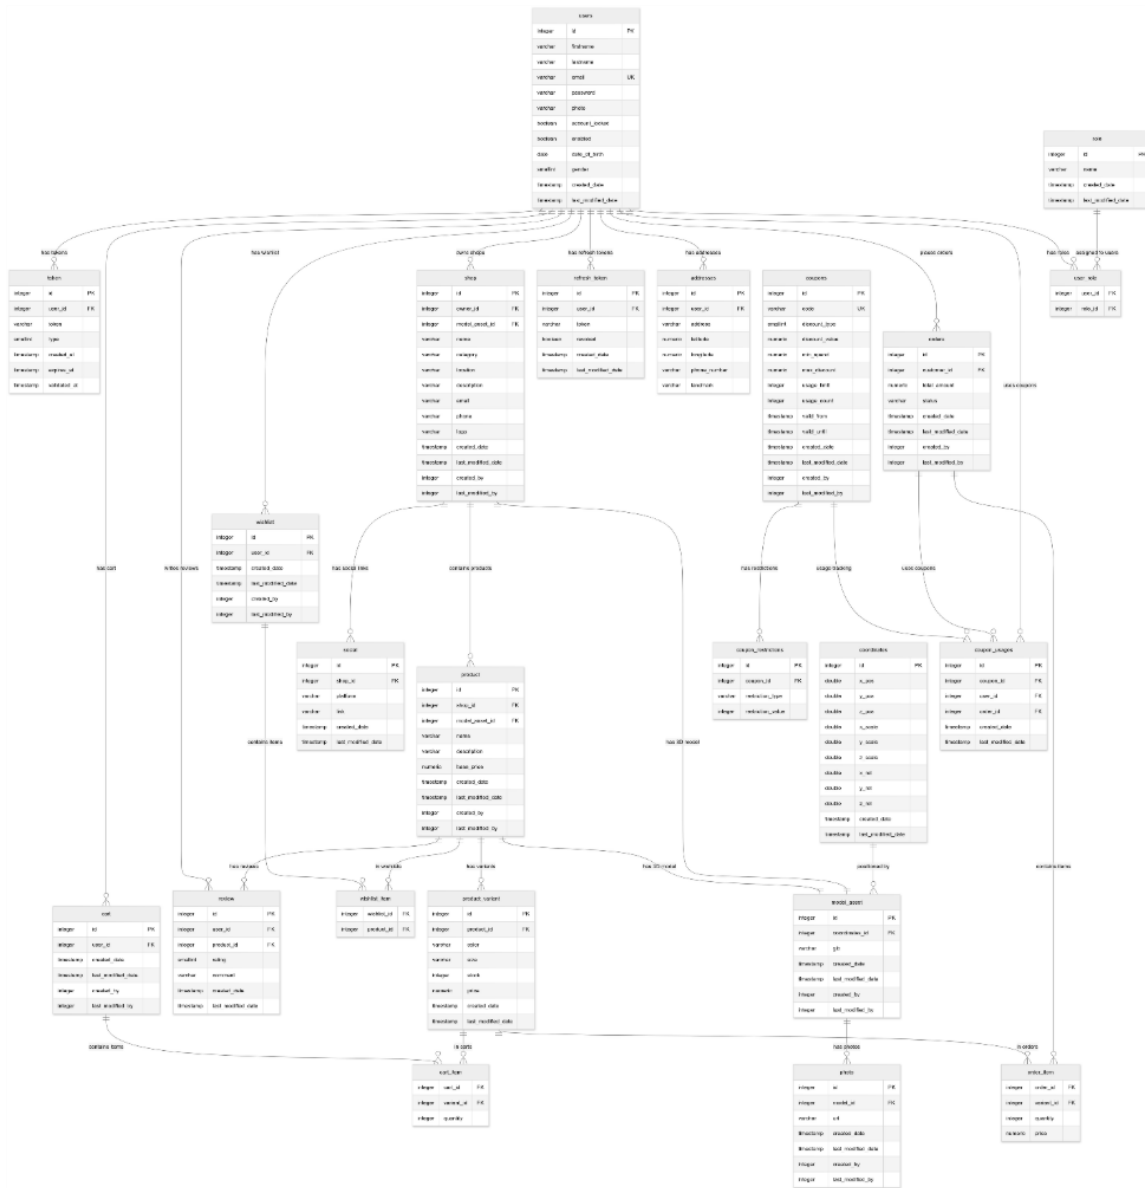 users
integer id PK
varchar firstname
varchar lastname
varchar email UK
varchar password
varchar photo
boolean account_locked
boolean enabled
date date_of_birth
smallint gender
timestamp created_date
timestamp last_modified_date
role
integer id PK
varchar name
timestamp created_date
timestamp last_modified_date
has tokens
has wishlist
owns shops
has refresh tokens
has addresses
places orders
has roles
assigned to users
token
integer id PK
integer user_id FK
varchar token
smallint type
timestamp created_at
timestamp expires_at
timestamp validated_at
shop
integer id PK
integer owner_id FK
integer model_asset_id FK
varchar name
varchar category
varchar location
varchar description
varchar email
varchar phone
varchar logo
timestamp created_date
timestamp last_modified_date
integer created_by
integer last_modified_by
refresh_token
integer id PK
integer user_id FK
varchar token
boolean revoked
timestamp created_date
timestamp last_modified_date
addresses
integer id PK
integer user_id FK
varchar address
numeric latitude
numeric longitude
varchar phone_number
varchar landmark
coupons
integer id PK
varchar code UK
smallint discount_type
numeric discount_value
numeric min_spend
numeric max_discount
integer usage_limit
integer usage_count
timestamp valid_from
timestamp valid_until
timestamp created_date
timestamp last_modified_date
integer created_by
integer last_modified_by
user_role
integer user_id FK
integer role_id FK
orders
integer id PK
integer customer_id FK
numeric total_amount
varchar status
timestamp created_date
timestamp last_modified_date
integer created_by
integer last_modified_by
uses coupons
wishlist
integer id PK
integer user_id FK
timestamp created_date
timestamp last_modified_date
integer created_by
integer last_modified_by
has cart
writes reviews
has social links
contains products
has restrictions
usage tracking
uses coupons
social
integer id PK
integer shop_id FK
varchar platform
varchar link
timestamp created_date
timestamp last_modified_date
product
integer id PK
integer shop_id FK
integer model_asset_id FK
varchar name
varchar description
numeric base_price
timestamp created_date
timestamp last_modified_date
integer created_by
integer last_modified_by
coupon_restrictions
integer id PK
integer coupon_id FK
varchar restriction_type
integer restriction_value
coordinates
integer id PK
double x_pos
double y_pos
double z_pos
double x_scale
double y_scale
double z_scale
double x_rot
double y_rot
double z_rot
timestamp created_date
timestamp last_modified_date
coupon_usages
integer id PK
integer coupon_id FK
integer user_id FK
integer order_id FK
timestamp created_date
timestamp last_modified_date
contains items
has 3D model
has reviews
in wishlists
has variants
has 3D model
positioned by
contains items
cart
integer id PK
integer user_id FK
timestamp created_date
timestamp last_modified_date
integer created_by
integer last_modified_by
review
integer id PK
integer user_id FK
integer product_id FK
smallint rating
varchar comment
timestamp created_date
timestamp last_modified_date
wishlist_item
integer wishlist_id FK
integer product_id FK
product_variant
integer id PK
integer product_id FK
varchar color
varchar size
integer stock
numeric price
timestamp created_date
timestamp last_modified_date
model_asset
integer id PK
integer coordinates_id FK
varchar glb
timestamp created_date
timestamp last_modified_date
integer created_by
integer last_modified_by
contains items
in carts
has photos
in orders
cart_item
integer cart_id FK
integer variant_id FK
integer quantity
photo
integer id PK
integer model_id FK
varchar url
timestamp created_date
timestamp last_modified_date
integer created_by
integer last_modified_by
order_item
integer order_id FK
integer variant_id FK
integer quantity
numeric price